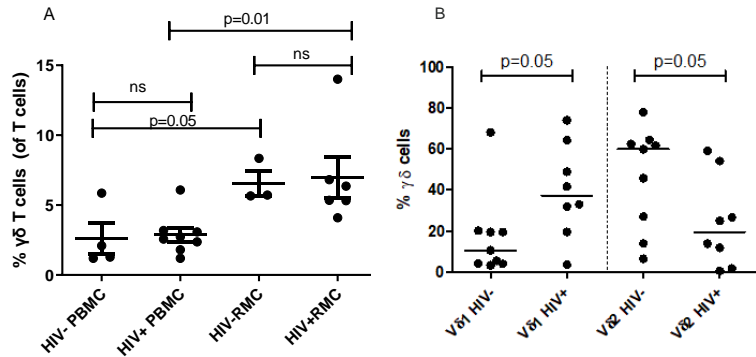 A
p=0.01
ns
ns
p=0.05
% γδ T cells (of T cells)
15
10
5
0
HIV- PBMC
HIV+ PBMC
HIV-RMC
HIV+RMC
B
p=0.05
p=0.05
% γδ cells
100
80
60
40
20
0
Vδ1 HIV-
Vδ1 HIV+
Vδ2 HIV-
Vδ2 HIV+